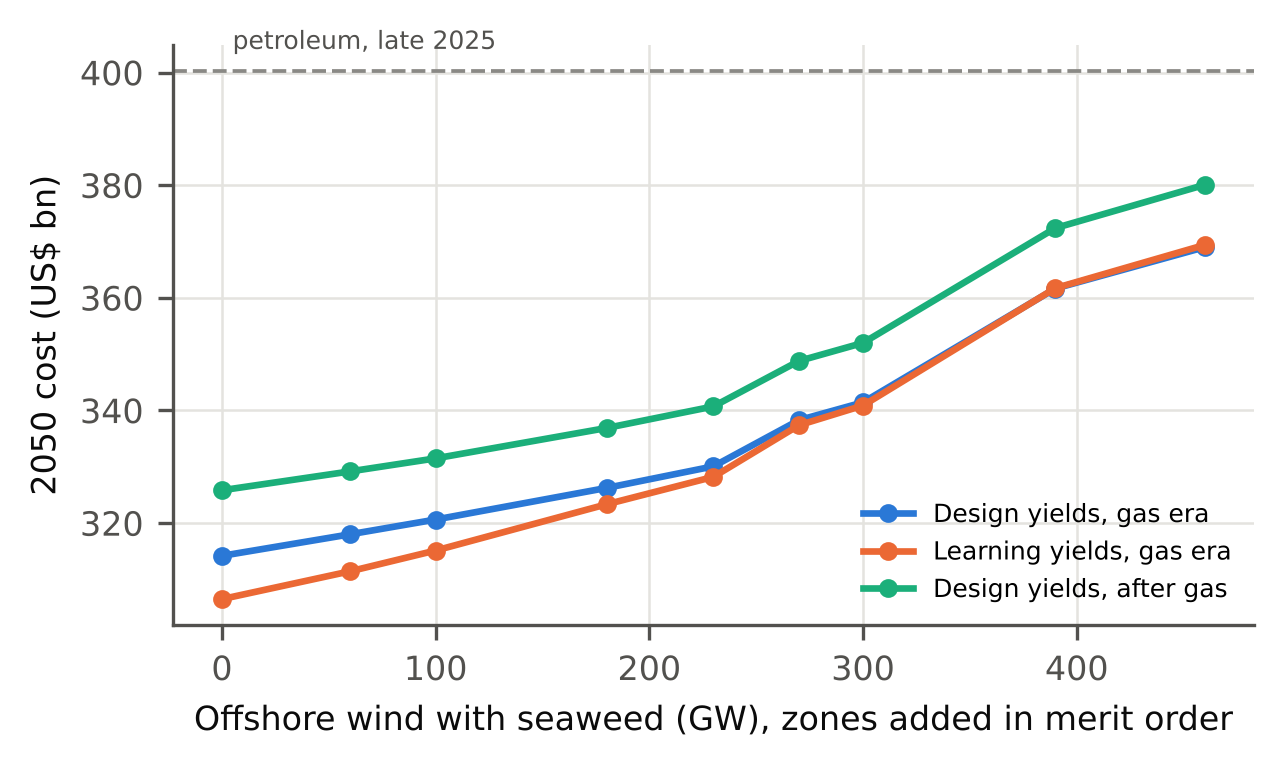 petroleum, late 2025
400
380
360
340
320
2050 cost (US$ bn)
Design yields, gas era
Learning yields, gas era
Design yields, after gas
0 100 200 300 400
Offshore wind with seaweed (GW), zones added in merit order